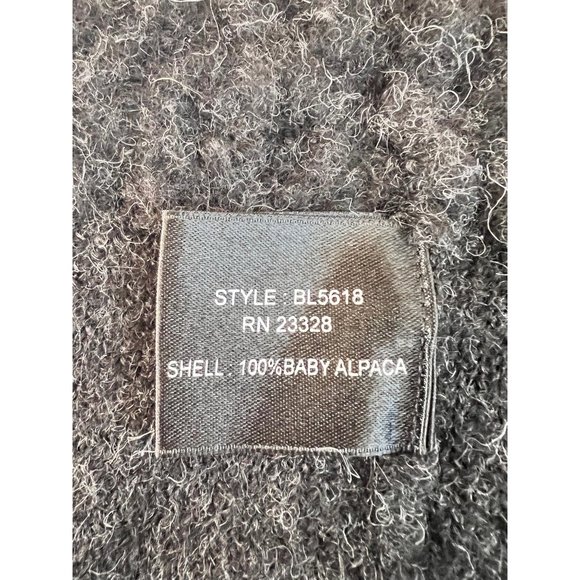 STYLE : BL5618
RN 23328
SHELL : 100%BABY ALPACA